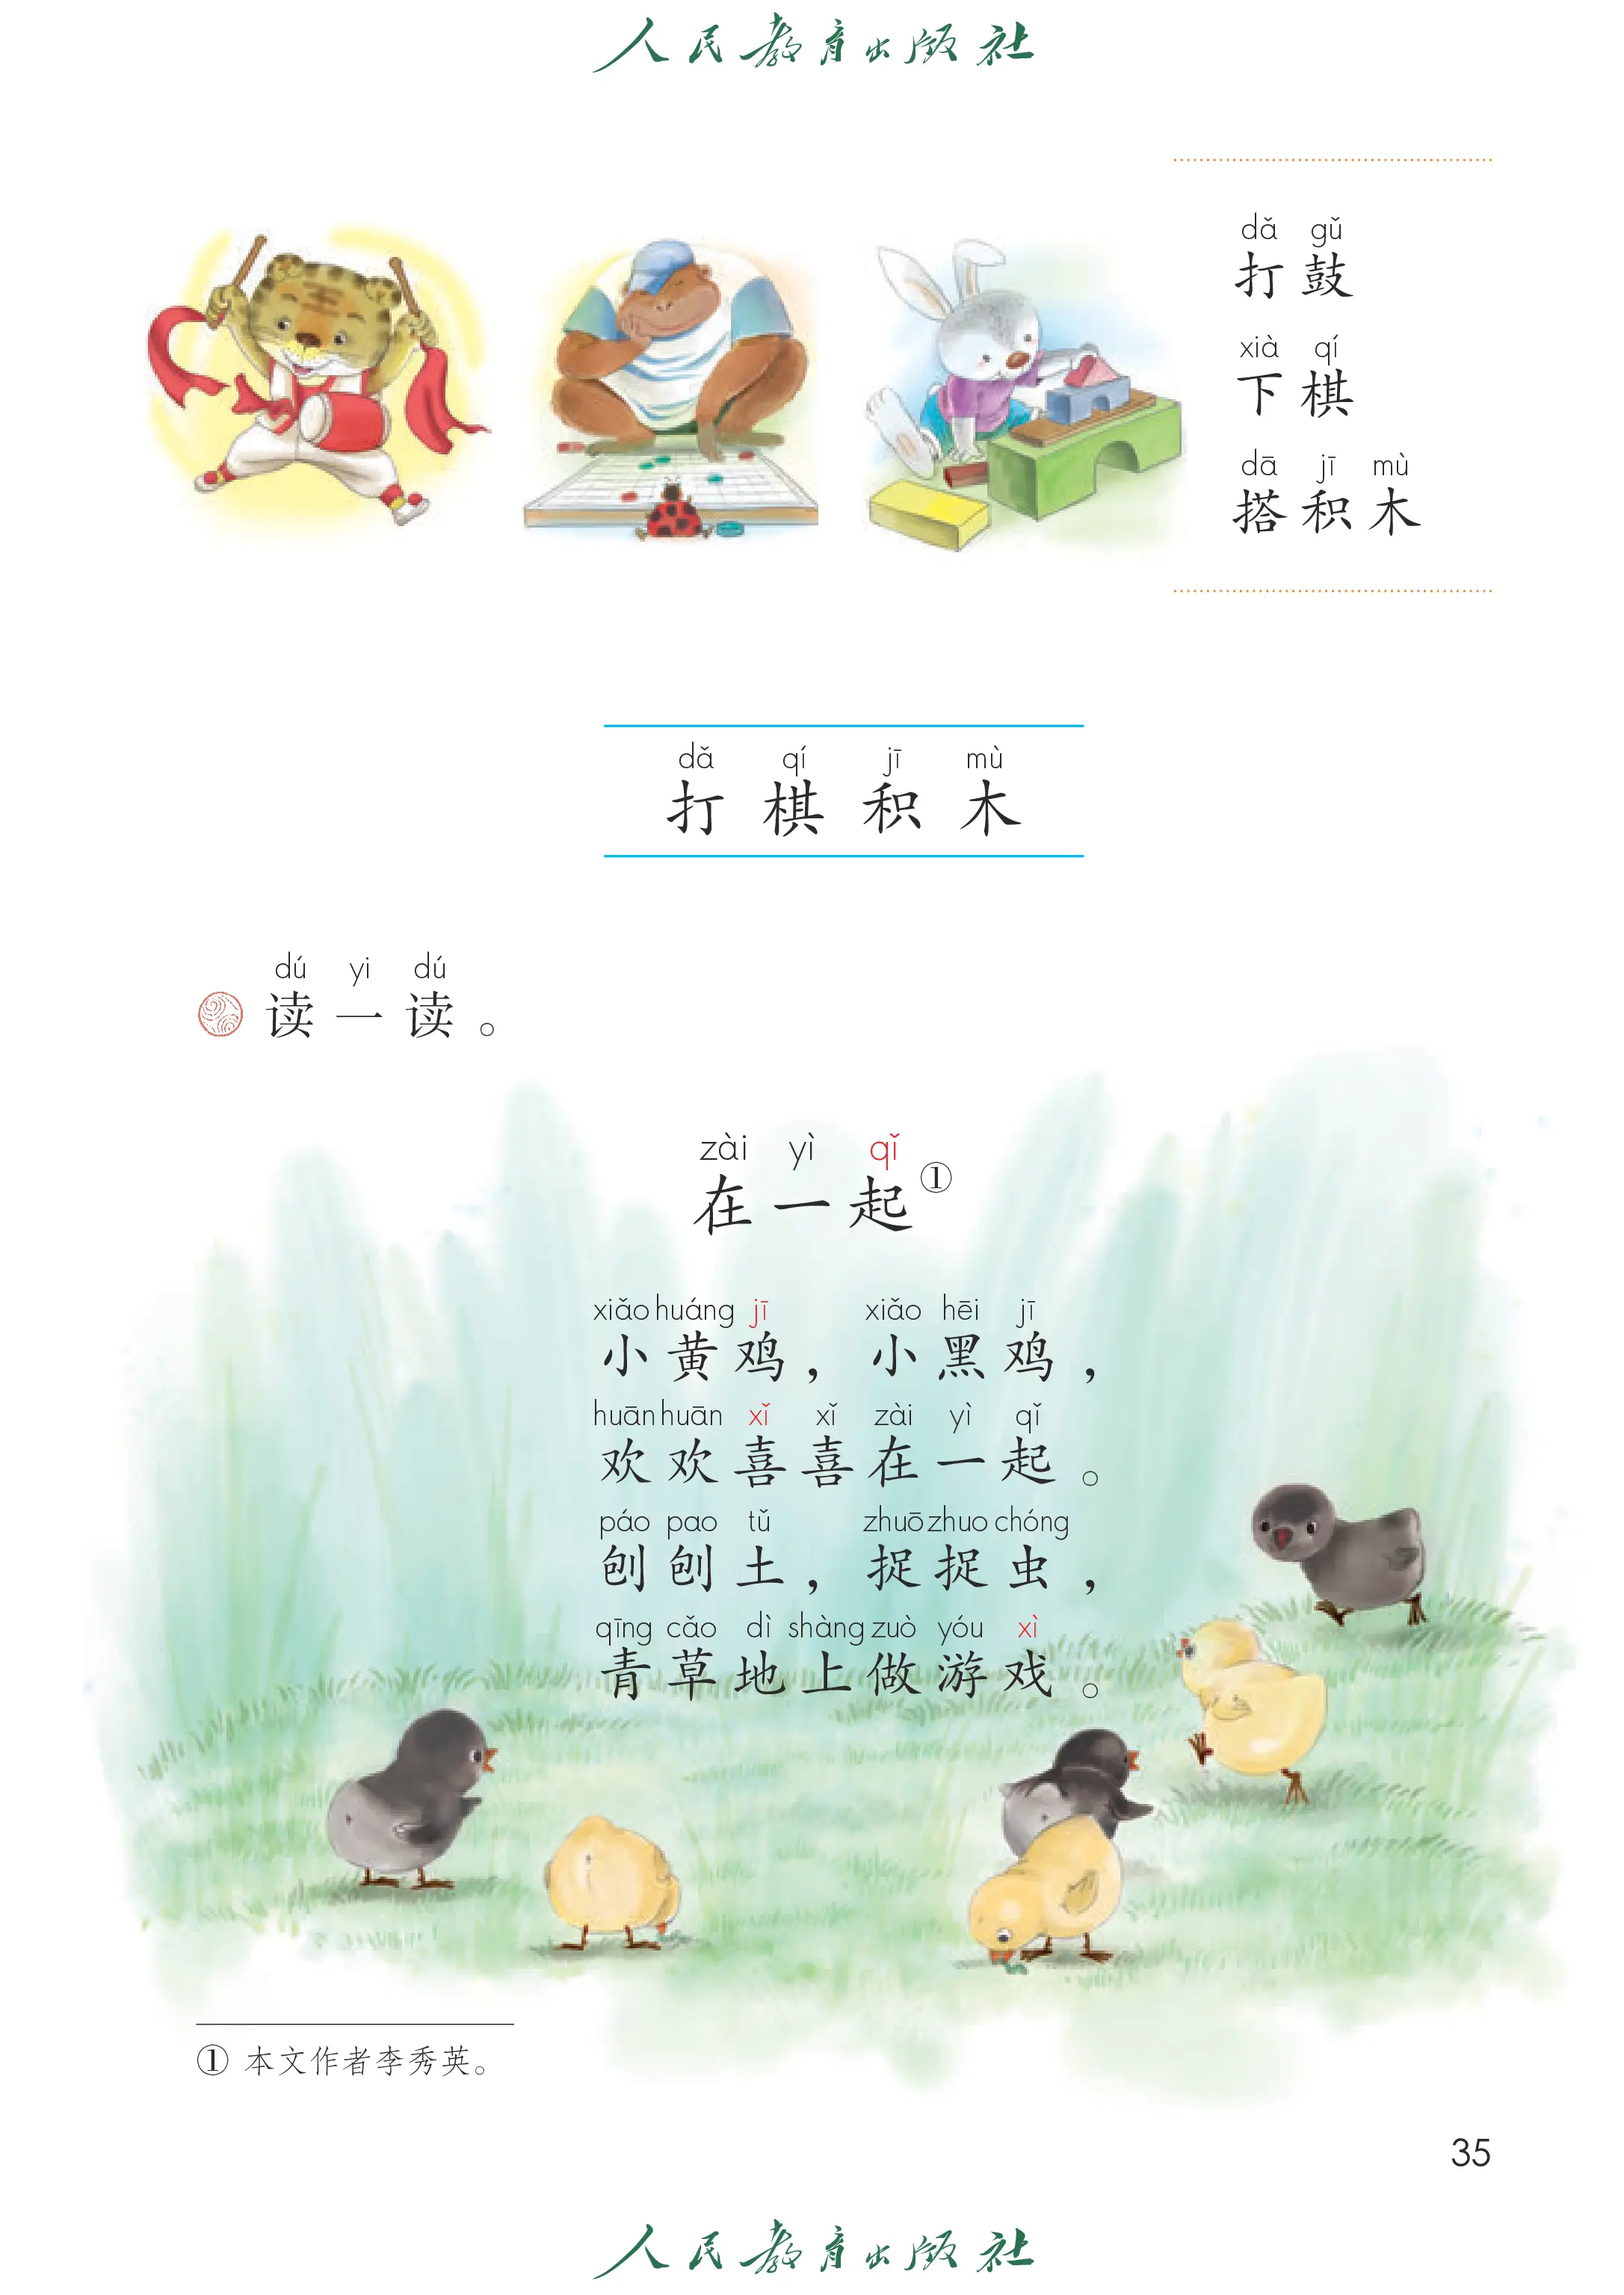 人民教育出版社
dǎ gǔ
打鼓
xià qí
下棋
dā jī mù
搭积木
dǎ qí jī mù
打 棋 积 木
dú yi dú
读一读。
zài yì qǐ
在一起①
xiǎo huáng jī xiǎo hēi jī
小黄鸡，小黑鸡，
huān huān xǐ xǐ zài yì qǐ
欢欢喜喜在一起。
páo pao tǔ zhuō zhuo chóng
刨刨土，捉捉虫，
qīng cǎo dì shàng zuò yóu xì
青草地上做游戏。
① 本文作者李秀英。
35
人民教育出版社